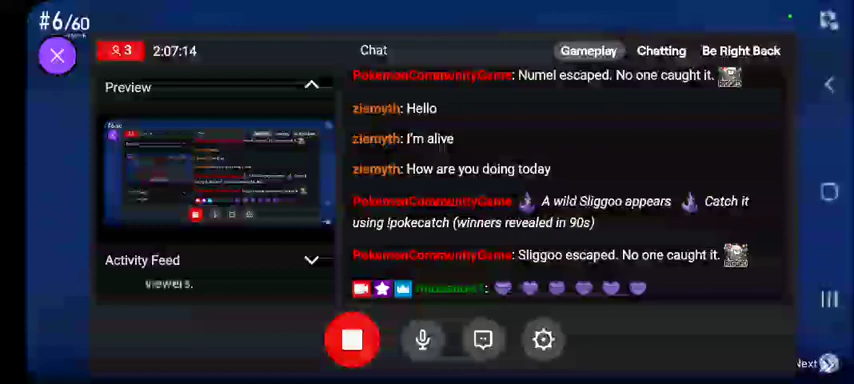 #6/60
3 2:07:14 Chat Gameplay Chatting Be Right Back
Preview
PokemonCommunityGame: Numel escaped. No one caught it.
ziemyth: Hello
ziemyth: I'm alive
ziemyth: How are you doing today
PokemonCommunityGame: A wild Sliggoo appears Catch it
using !pokecatch (winners revealed in 90s)
PokemonCommunityGame: Sliggoo escaped. No one caught it.
Activity Feed
viewers.
Next